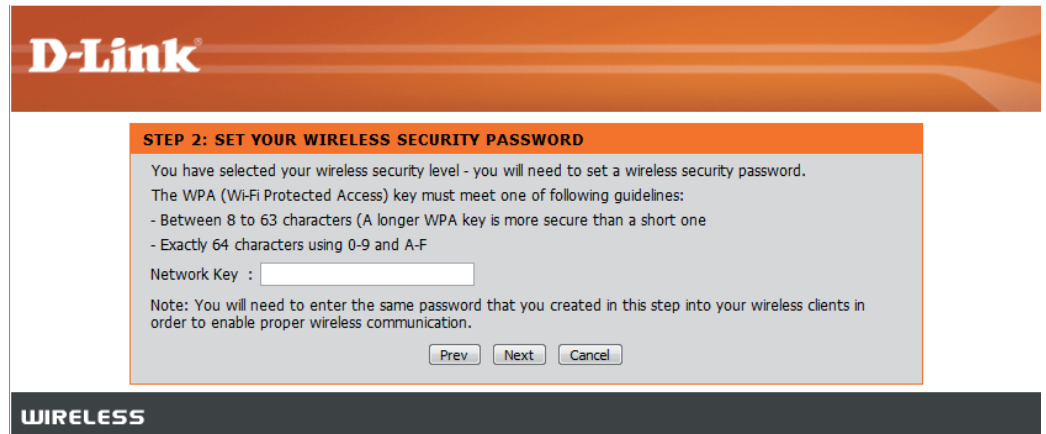 D-Link®
STEP 2: SET YOUR WIRELESS SECURITY PASSWORD
You have selected your wireless security level - you will need to set a wireless security password.
The WPA (Wi-Fi Protected Access) key must meet one of following guidelines:
- Between 8 to 63 characters (A longer WPA key is more secure than a short one
- Exactly 64 characters using 0-9 and A-F
Network Key :
Note: You will need to enter the same password that you created in this step into your wireless clients in
order to enable proper wireless communication.
Prev Next Cancel
WIRELESS